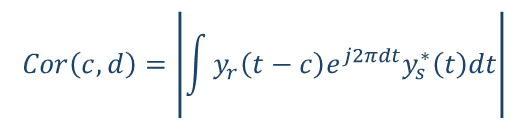 Cor(c, d) = |∫ y_r(t − c)e^{j2πdt}y_s^*(t)dt|